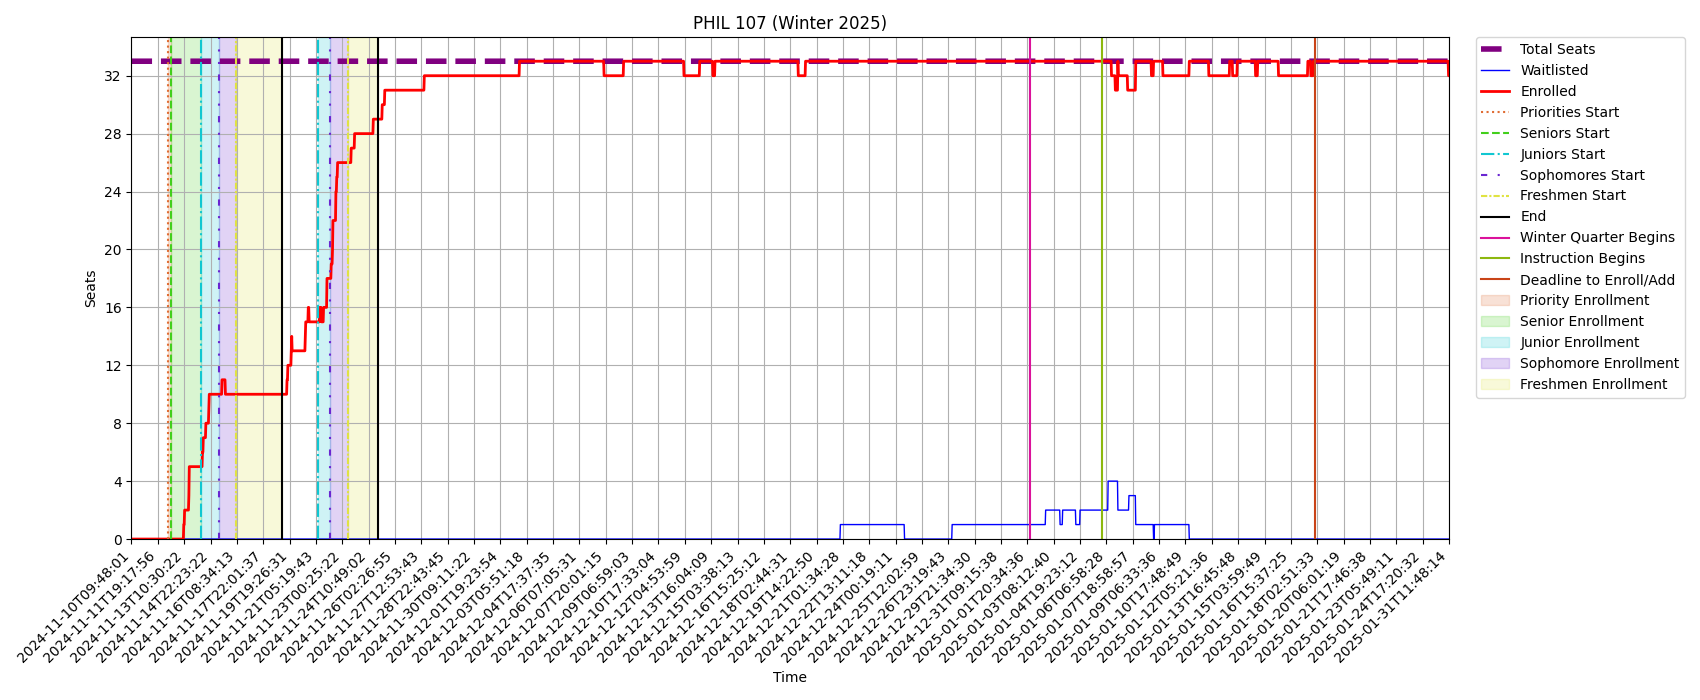 PHIL 107 (Winter 2025)
Seats
32
28
24
20
16
12
8
4
0
2024-11-10T09:48:01
2024-11-11T19:17:56
2024-11-13T10:30:22
2024-11-14T22:23:22
2024-11-16T08:34:13
2024-11-17T22:01:37
2024-11-19T19:26:31
2024-11-21T05:19:43
2024-11-23T00:25:22
2024-11-24T10:49:02
2024-11-26T02:26:55
2024-11-27T12:53:43
2024-11-28T22:43:45
2024-11-30T09:11:22
2024-12-01T19:23:54
2024-12-03T05:51:18
2024-12-04T17:37:35
2024-12-06T07:05:31
2024-12-07T20:01:15
2024-12-09T06:59:03
2024-12-10T17:33:04
2024-12-12T04:53:59
2024-12-13T16:04:09
2024-12-15T03:38:13
2024-12-16T15:25:12
2024-12-18T02:44:31
2024-12-19T14:22:50
2024-12-21T01:34:28
2024-12-22T13:11:18
2024-12-24T00:19:11
2024-12-25T12:02:59
2024-12-26T23:19:43
2024-12-29T21:34:30
2024-12-31T09:15:38
2025-01-01T20:34:36
2025-01-03T08:12:40
2025-01-04T19:23:12
2025-01-06T06:58:28
2025-01-07T18:58:57
2025-01-09T06:33:36
2025-01-10T17:48:49
2025-01-12T05:21:36
2025-01-13T16:45:48
2025-01-15T03:59:49
2025-01-16T15:37:25
2025-01-18T02:51:33
2025-01-20T06:01:19
2025-01-21T17:46:38
2025-01-23T05:49:11
2025-01-24T17:20:32
2025-01-31T11:48:14
Time
Total Seats
Waitlisted
Enrolled
Priorities Start
Seniors Start
Juniors Start
Sophomores Start
Freshmen Start
End
Winter Quarter Begins
Instruction Begins
Deadline to Enroll/Add
Priority Enrollment
Senior Enrollment
Junior Enrollment
Sophomore Enrollment
Freshmen Enrollment